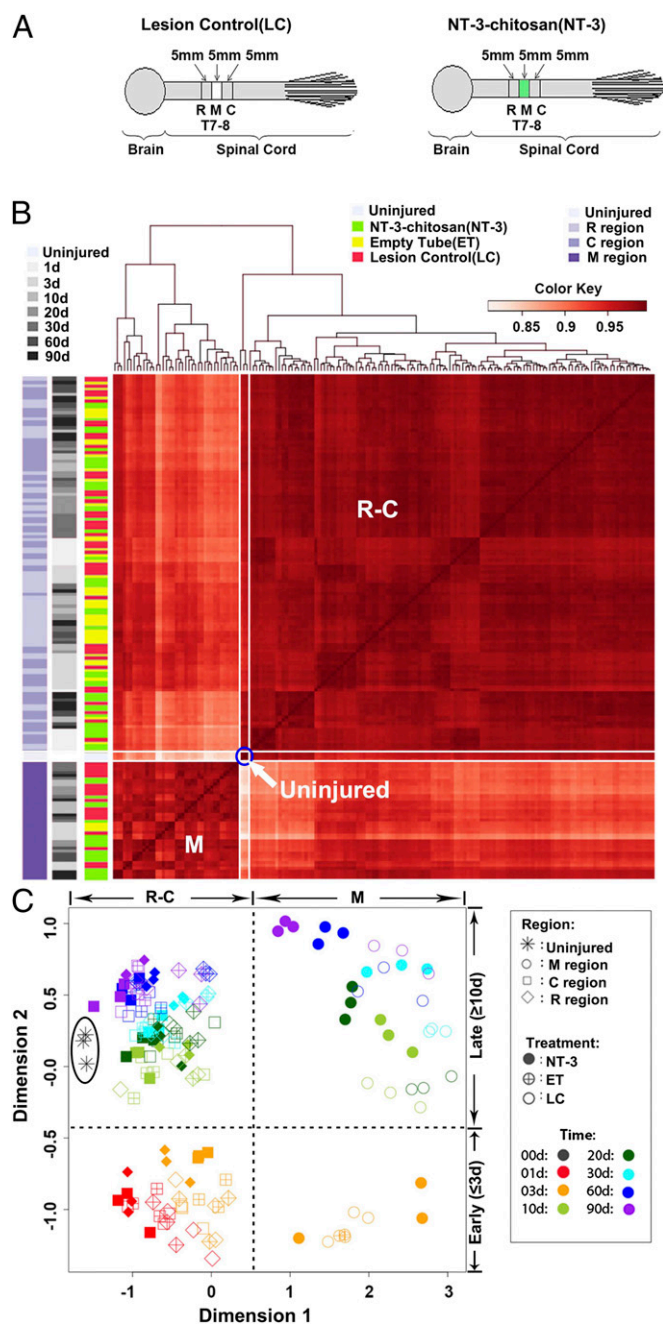 A
Lesion Control(LC)
NT-3-chitosan(NT-3)
5mm 5mm 5mm
5mm 5mm 5mm
R M C
R M C
T7-8
T7-8
Brain
Spinal Cord
Brain
Spinal Cord
B
Uninjured
1d
3d
10d
20d
30d
60d
90d
Uninjured
NT-3-chitosan(NT-3)
Empty Tube(ET)
Lesion Control(LC)
Uninjured
R region
C region
M region
Color Key
0.85 0.9 0.95
R-C
Uninjured
M
C
R-C
M
Dimension 2
1.0
0.5
-0.0
-0.5
-1.0
Late (≥10d)
Early (≤3d)
-1 0 1 2 3
Dimension 1
Region:
: Uninjured
: M region
: C region
: R region
Treatment:
: NT-3
: ET
: LC
Time:
00d: 20d:
01d: 30d:
03d: 60d:
10d: 90d: